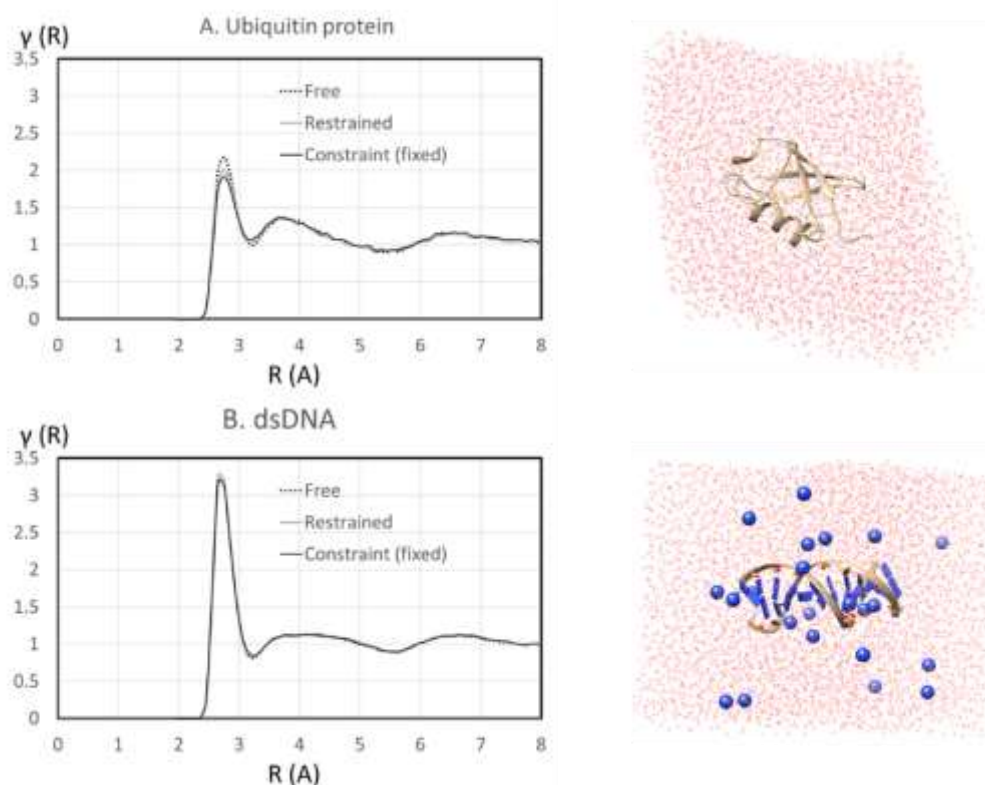 A. Ubiquitin protein
γ (R)
3.5
3
2.5
2
1.5
1
0.5
0
Free
Restrained
Constraint (fixed)
0 1 2 3 4 5 6 7 8
R (A)
B. dsDNA
γ (R)
3.5
3
2.5
2
1.5
1
0.5
0
Free
Restrained
Constraint (fixed)
0 1 2 3 4 5 6 7 8
R (A)